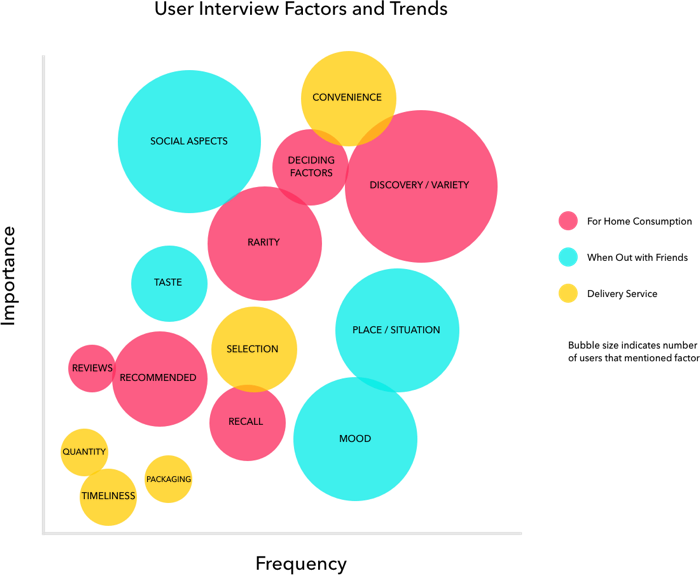 User Interview Factors and Trends
CONVENIENCE
SOCIAL ASPECTS
DECIDING
FACTORS
DISCOVERY / VARIETY
RARITY
TASTE
PLACE / SITUATION
SELECTION
REVIEWS
RECOMMENDED
RECALL
MOOD
QUANTITY
PACKAGING
TIMELINESS
Importance
Frequency
For Home Consumption
When Out with Friends
Delivery Service
Bubble size indicates number
of users that mentioned factor